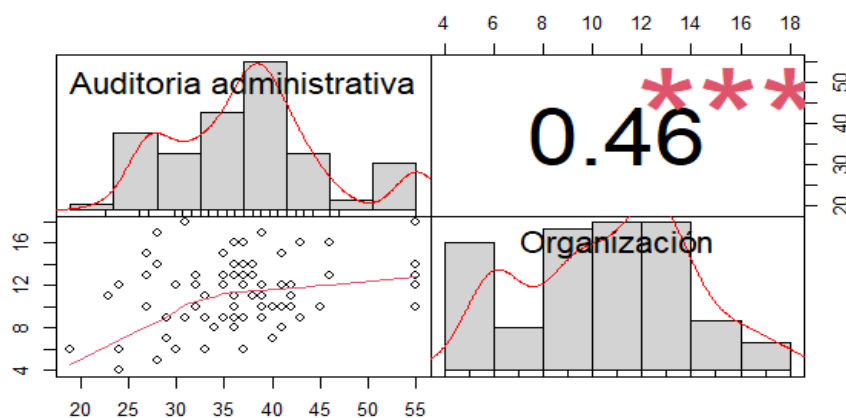 4 6 8 10 12 14 16 18
Auditoria administrativa
0.46
***
20 30 40 50
4 8 12 16
Organización
20 25 30 35 40 45 50 55